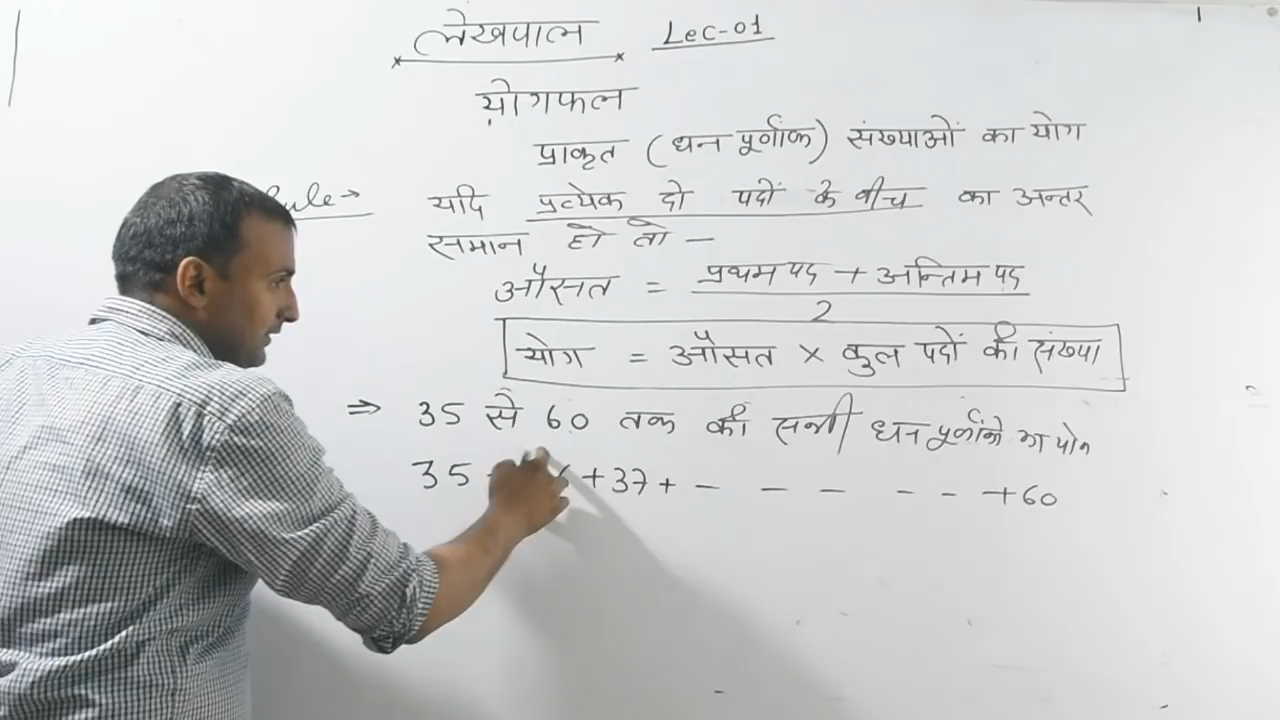 लेखपाल Lec-01
योगफल
प्राकृत (धन पूर्णांक) संख्याओं का योग
Rule→ यदि प्रत्येक दो पदों के बीच का अन्तर
समान हो तो —
औसत = प्रथम पद + अन्तिम पद
2
योग = औसत × कुल पदों की संख्या
⇒ 35 से 60 तक की सभी धन पूर्णांको का योग
35 +37+ - - - - - +60